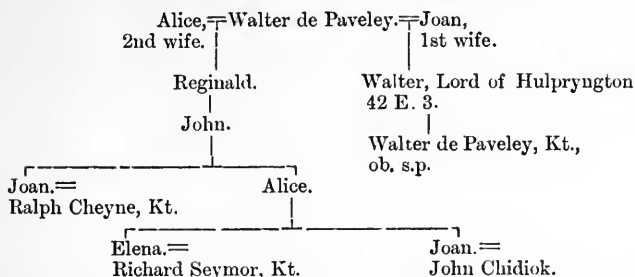 Alice,=Walter de Paveley.=Joan,
2nd wife. 1st wife.
Reginald. Walter, Lord of Hulpryngton
42 E. 3.
John.
Walter de Paveley, Kt.,
ob. s.p.
Joan.= Alice.
Ralph Cheyne, Kt.
Elena.= Joan.=
Richard Seymor, Kt. John Chidiok.